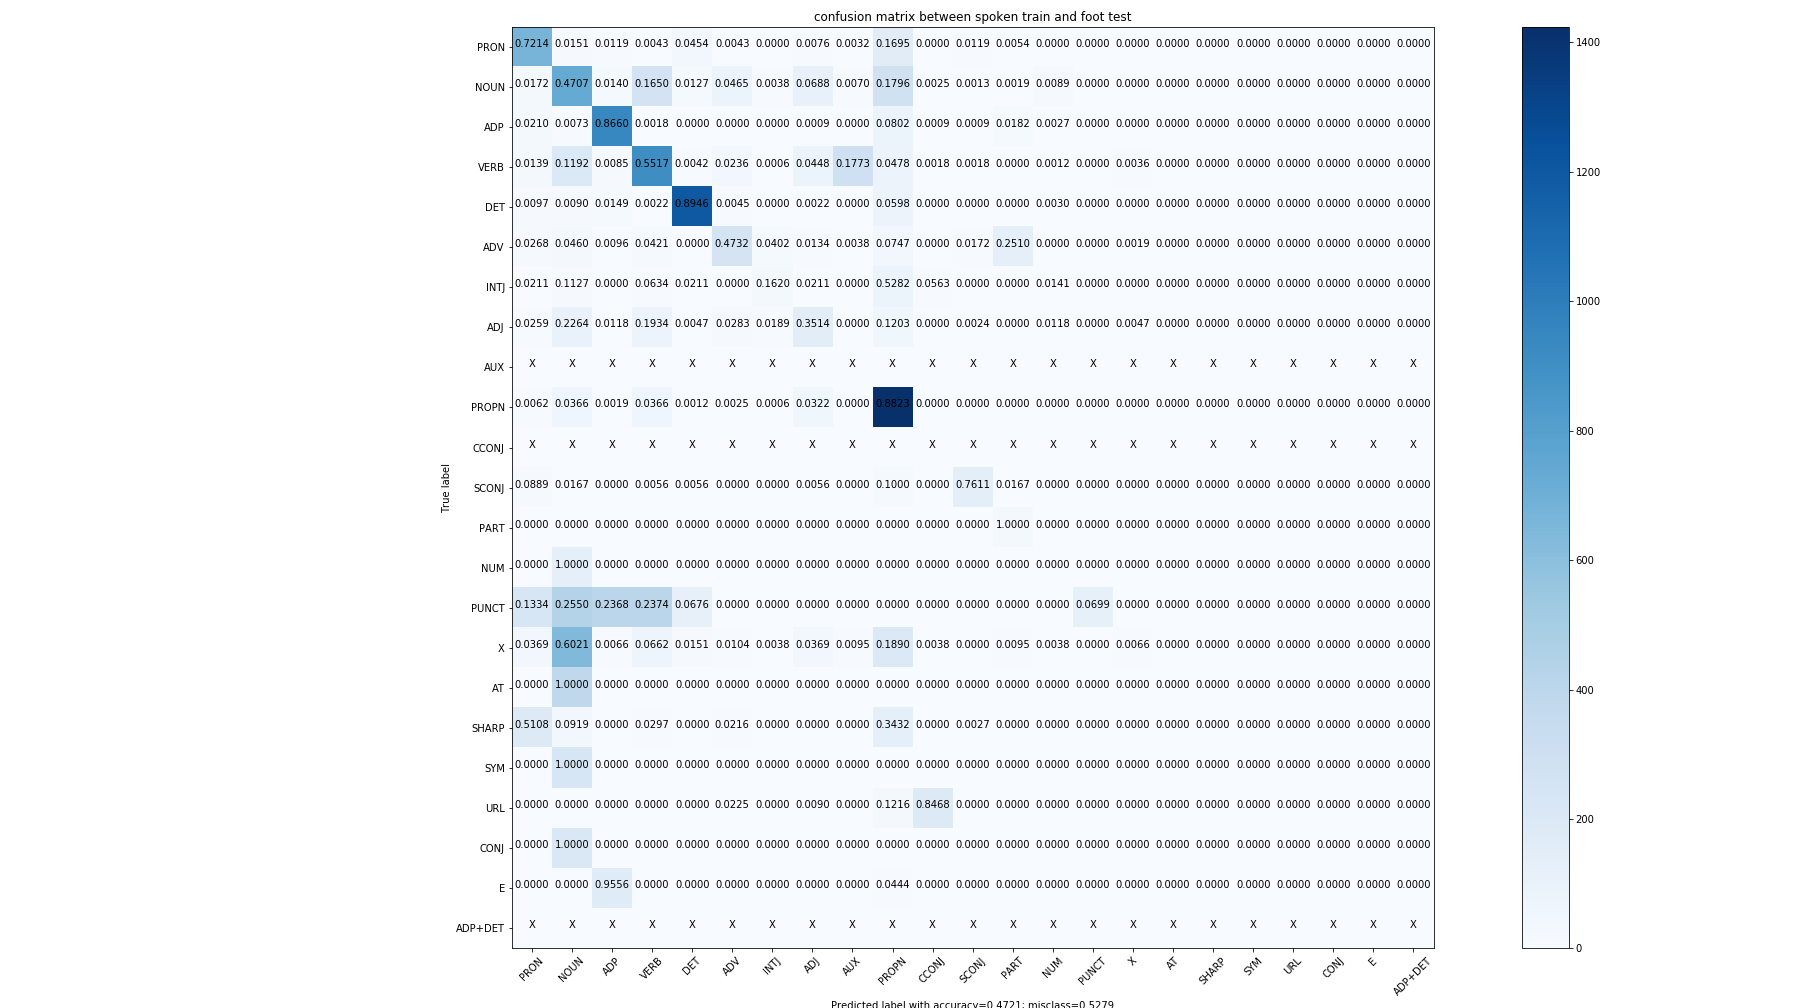 confusion matrix between spoken train and foot test
PRON 0.7214 0.0151 0.0119 0.0043 0.0454 0.0043 0.0000 0.0076 0.0032 0.1695 0.0000 0.0119 0.0054 0.0000 0.0000 0.0000 0.0000 0.0000 0.0000 0.0000 0.0000 0.0000 0.0000
NOUN 0.0172 0.4707 0.0140 0.1650 0.0127 0.0465 0.0038 0.0688 0.0070 0.1796 0.0025 0.0013 0.0019 0.0089 0.0000 0.0000 0.0000 0.0000 0.0000 0.0000 0.0000 0.0000 0.0000
ADP 0.0210 0.0073 0.8660 0.0018 0.0000 0.0000 0.0000 0.0009 0.0000 0.0802 0.0009 0.0009 0.0182 0.0027 0.0000 0.0000 0.0000 0.0000 0.0000 0.0000 0.0000 0.0000 0.0000
VERB 0.0139 0.1192 0.0085 0.5517 0.0042 0.0236 0.0006 0.0448 0.1773 0.0478 0.0018 0.0018 0.0000 0.0012 0.0000 0.0036 0.0000 0.0000 0.0000 0.0000 0.0000 0.0000 0.0000
DET 0.0097 0.0090 0.0149 0.0022 0.8946 0.0045 0.0000 0.0022 0.0000 0.0598 0.0000 0.0000 0.0000 0.0030 0.0000 0.0000 0.0000 0.0000 0.0000 0.0000 0.0000 0.0000 0.0000
ADV 0.0268 0.0460 0.0096 0.0421 0.0000 0.4732 0.0402 0.0134 0.0038 0.0747 0.0000 0.0172 0.2510 0.0000 0.0000 0.0019 0.0000 0.0000 0.0000 0.0000 0.0000 0.0000 0.0000
INTJ 0.0211 0.1127 0.0000 0.0634 0.0211 0.0000 0.1620 0.0211 0.0000 0.5282 0.0563 0.0000 0.0000 0.0141 0.0000 0.0000 0.0000 0.0000 0.0000 0.0000 0.0000 0.0000 0.0000
ADJ 0.0259 0.2264 0.0118 0.1934 0.0047 0.0283 0.0189 0.3514 0.0000 0.1203 0.0000 0.0024 0.0000 0.0118 0.0000 0.0047 0.0000 0.0000 0.0000 0.0000 0.0000 0.0000 0.0000
AUX X X X X X X X X X X X X X X X X X X X X X X X
PROPN 0.0062 0.0366 0.0019 0.0366 0.0012 0.0025 0.0006 0.0322 0.0000 0.8823 0.0000 0.0000 0.0000 0.0000 0.0000 0.0000 0.0000 0.0000 0.0000 0.0000 0.0000 0.0000 0.0000
CCONJ X X X X X X X X X X X X X X X X X X X X X X X
SCONJ 0.0889 0.0167 0.0000 0.0056 0.0056 0.0000 0.0000 0.0056 0.0000 0.1000 0.0000 0.7611 0.0167 0.0000 0.0000 0.0000 0.0000 0.0000 0.0000 0.0000 0.0000 0.0000 0.0000
PART 0.0000 0.0000 0.0000 0.0000 0.0000 0.0000 0.0000 0.0000 0.0000 0.0000 0.0000 0.0000 1.0000 0.0000 0.0000 0.0000 0.0000 0.0000 0.0000 0.0000 0.0000 0.0000 0.0000
NUM 0.0000 1.0000 0.0000 0.0000 0.0000 0.0000 0.0000 0.0000 0.0000 0.0000 0.0000 0.0000 0.0000 0.0000 0.0000 0.0000 0.0000 0.0000 0.0000 0.0000 0.0000 0.0000 0.0000
PUNCT 0.1334 0.2550 0.2368 0.2374 0.0676 0.0000 0.0000 0.0000 0.0000 0.0000 0.0000 0.0000 0.0000 0.0000 0.0699 0.0000 0.0000 0.0000 0.0000 0.0000 0.0000 0.0000 0.0000
X 0.0369 0.6021 0.0066 0.0662 0.0151 0.0104 0.0038 0.0369 0.0095 0.1890 0.0038 0.0000 0.0095 0.0038 0.0000 0.0066 0.0000 0.0000 0.0000 0.0000 0.0000 0.0000 0.0000
AT 0.0000 1.0000 0.0000 0.0000 0.0000 0.0000 0.0000 0.0000 0.0000 0.0000 0.0000 0.0000 0.0000 0.0000 0.0000 0.0000 0.0000 0.0000 0.0000 0.0000 0.0000 0.0000 0.0000
SHARP 0.5108 0.0919 0.0000 0.0297 0.0000 0.0216 0.0000 0.0000 0.0000 0.3432 0.0000 0.0027 0.0000 0.0000 0.0000 0.0000 0.0000 0.0000 0.0000 0.0000 0.0000 0.0000 0.0000
SYM 0.0000 1.0000 0.0000 0.0000 0.0000 0.0000 0.0000 0.0000 0.0000 0.0000 0.0000 0.0000 0.0000 0.0000 0.0000 0.0000 0.0000 0.0000 0.0000 0.0000 0.0000 0.0000 0.0000
URL 0.0000 0.0000 0.0000 0.0000 0.0000 0.0225 0.0000 0.0090 0.0000 0.1216 0.8468 0.0000 0.0000 0.0000 0.0000 0.0000 0.0000 0.0000 0.0000 0.0000 0.0000 0.0000 0.0000
CONJ 0.0000 1.0000 0.0000 0.0000 0.0000 0.0000 0.0000 0.0000 0.0000 0.0000 0.0000 0.0000 0.0000 0.0000 0.0000 0.0000 0.0000 0.0000 0.0000 0.0000 0.0000 0.0000 0.0000
E 0.0000 0.0000 0.9556 0.0000 0.0000 0.0000 0.0000 0.0000 0.0000 0.0444 0.0000 0.0000 0.0000 0.0000 0.0000 0.0000 0.0000 0.0000 0.0000 0.0000 0.0000 0.0000 0.0000
ADP+DET X X X X X X X X X X X X X X X X X X X X X X X
PRON NOUN ADP VERB DET ADV INTJ ADJ AUX PROPN CCONJ SCONJ PART NUM PUNCT X AT SHARP SYM URL CONJ E ADP+DET
True label
Predicted label with accuracy=0.4721; misclass=0.5279
1400
1200
1000
800
600
400
200
0